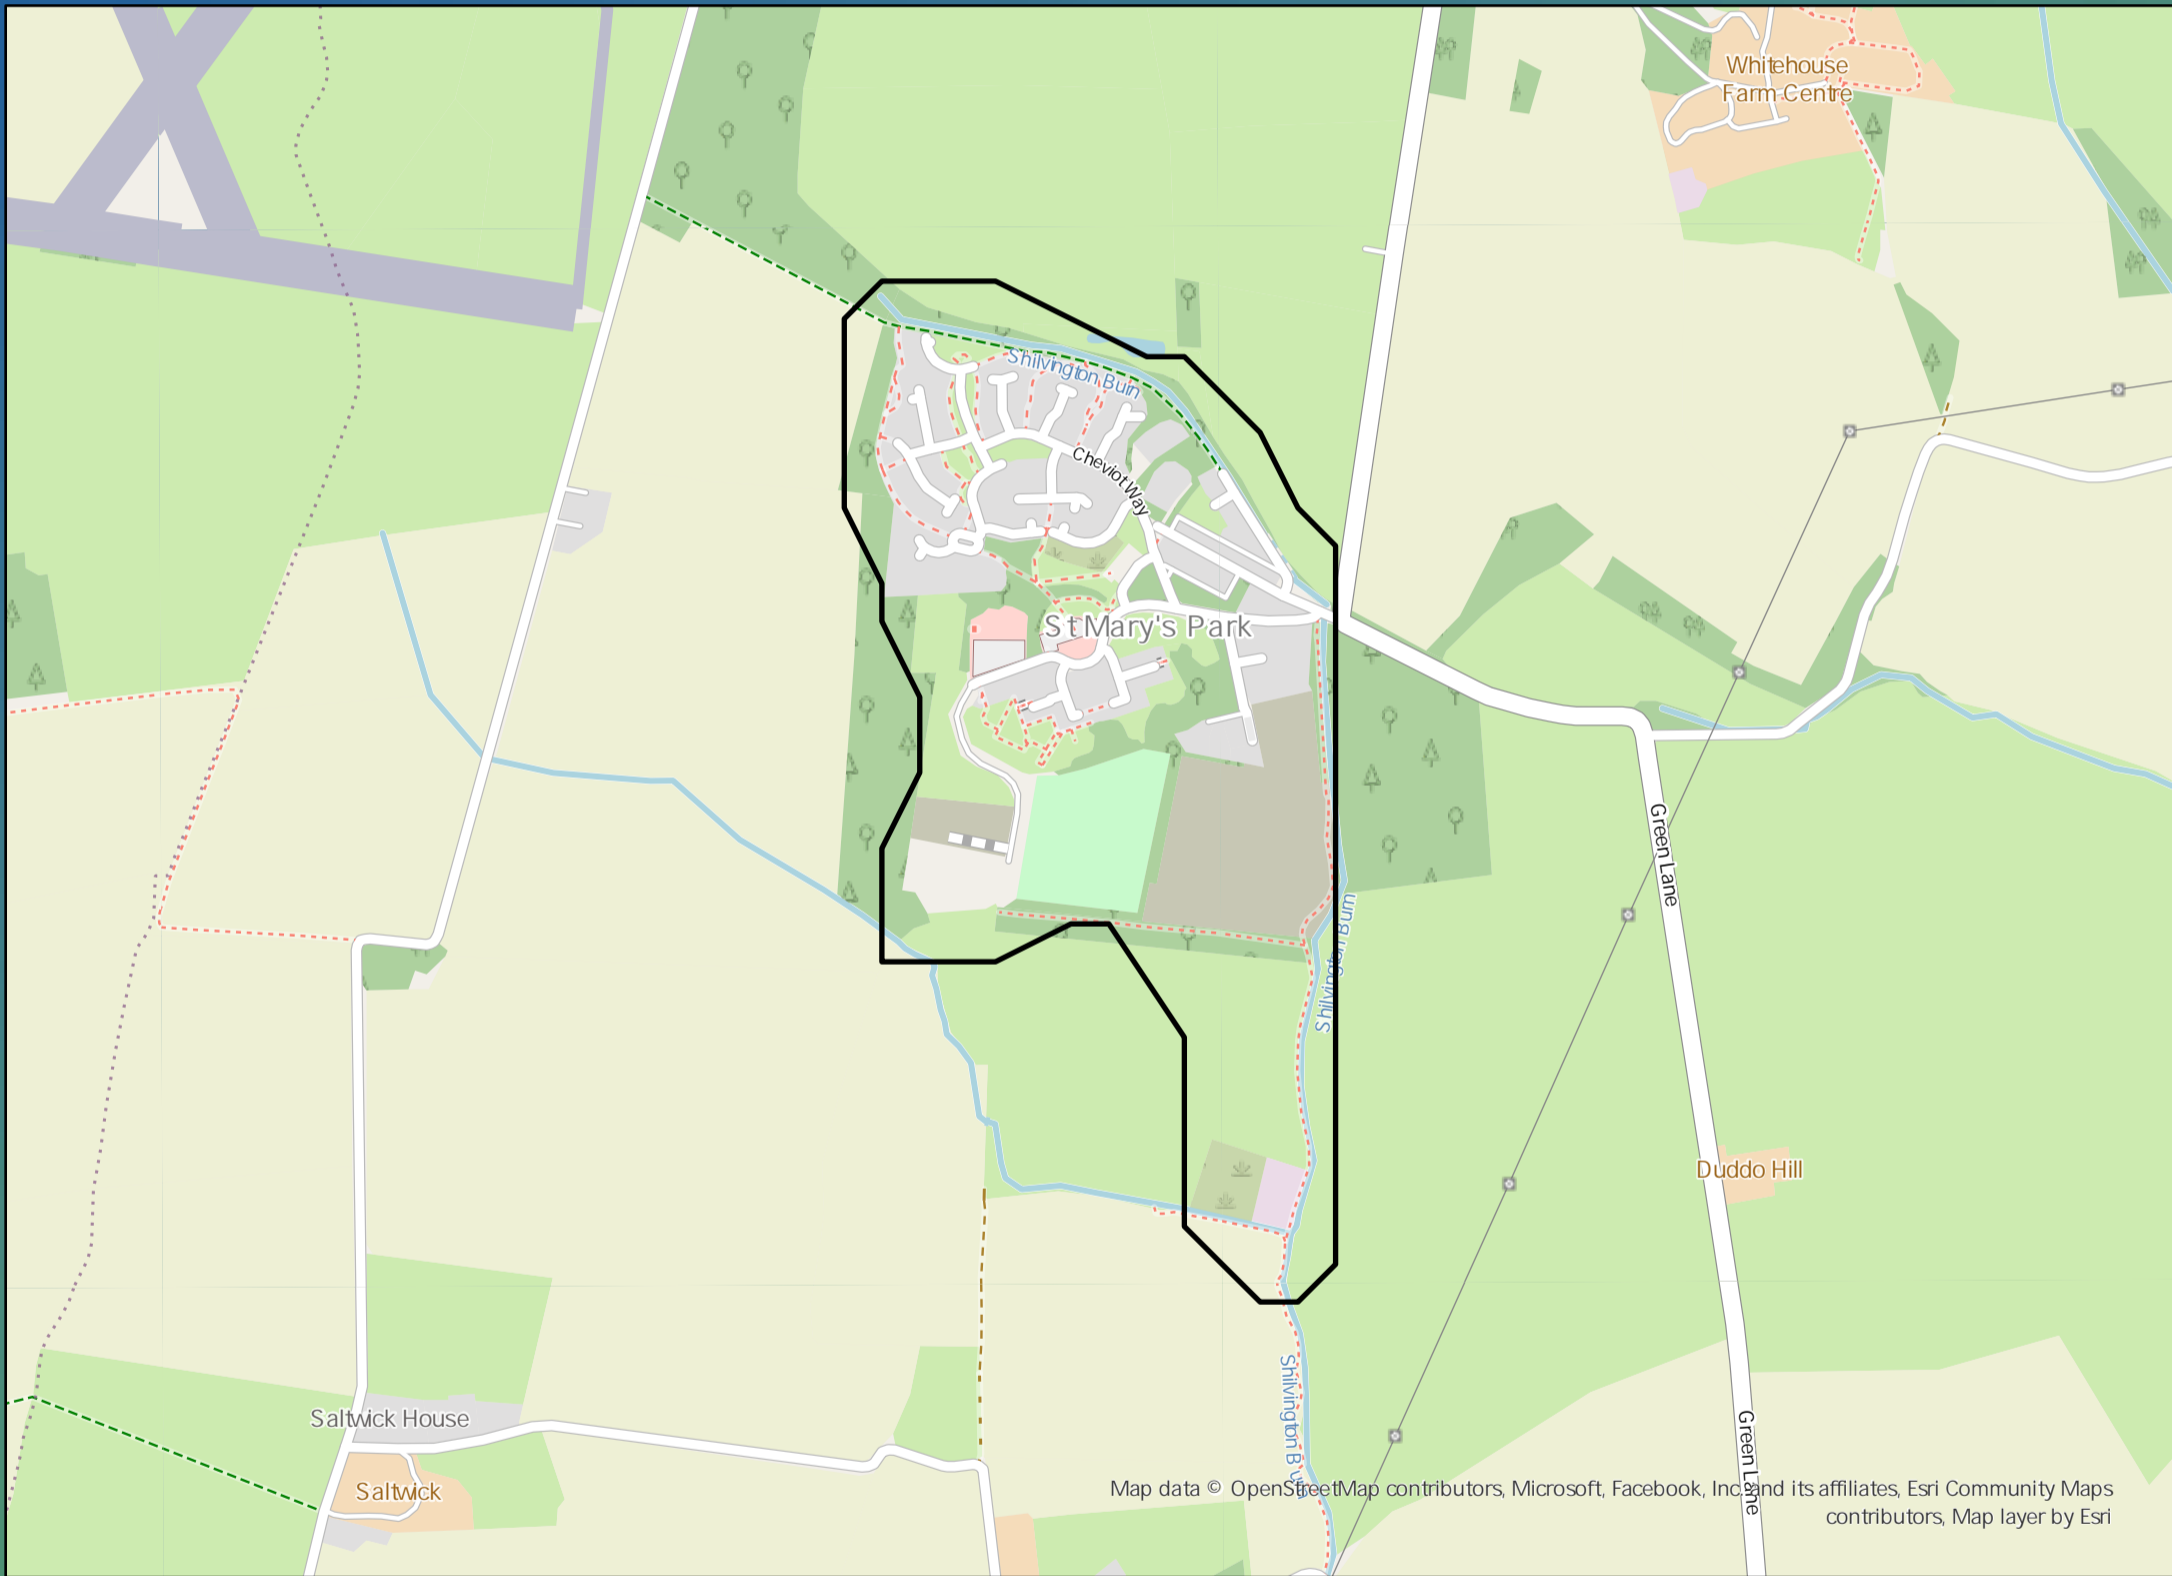 Whitehouse
Farm Centre
Shilvington Burn
Cheviot Way
St Mary's Park
Green Lane
Shilvington Burn
Duddo Hill
Shilvington Burn
Saltwick House
Green Lane
Saltwick
Map data © OpenStreetMap contributors, Microsoft, Facebook, Inc. and its affiliates, Esri Community Maps
contributors, Map layer by Esri